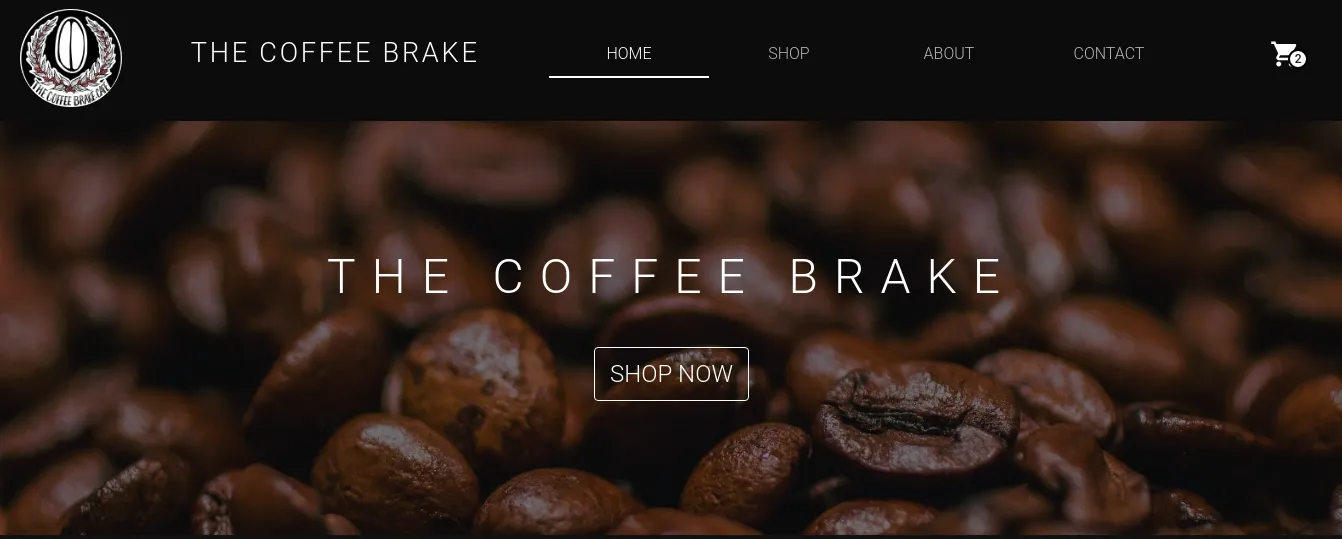 THE COFFEE BRAKE CAFE
THE COFFEE BRAKE
HOME
SHOP
ABOUT
CONTACT
2
THE COFFEE BRAKE
SHOP NOW